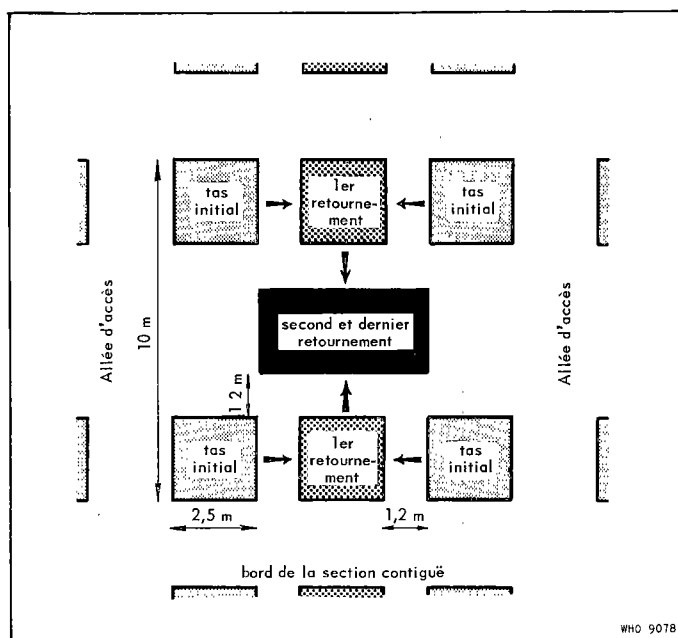 tas
initial
1er
retourne-
ment
tas
initial
Allée d'accès
10 m
second et dernier
retournement
Allée d'accès
1 2 m
tas
initial
1er
retourne-
ment
tas
initial
2,5 m
1,2 m
bord de la section contiguë
WHO 9078